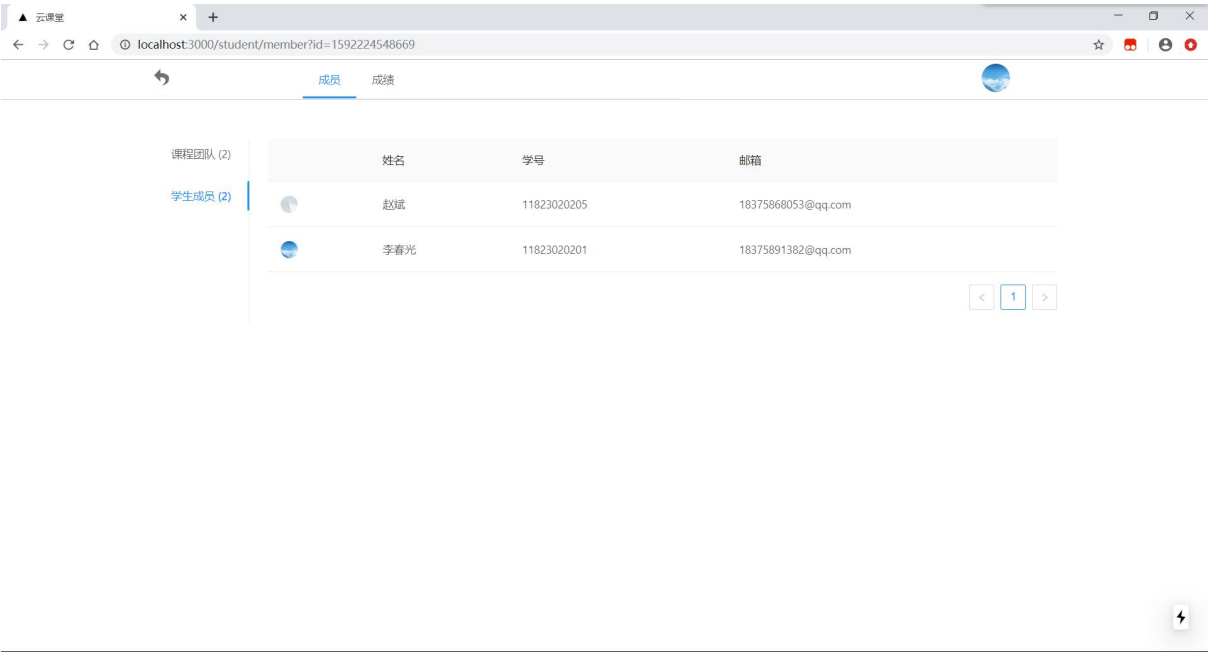 云课堂
localhost:3000/student/member?id=1592224548669
成员 成绩
课程团队 (2)
学生成员 (2)
姓名 学号 邮箱
赵斌 11823020205 18375868053@qq.com
李春光 11823020201 18375891382@qq.com
< 1 >